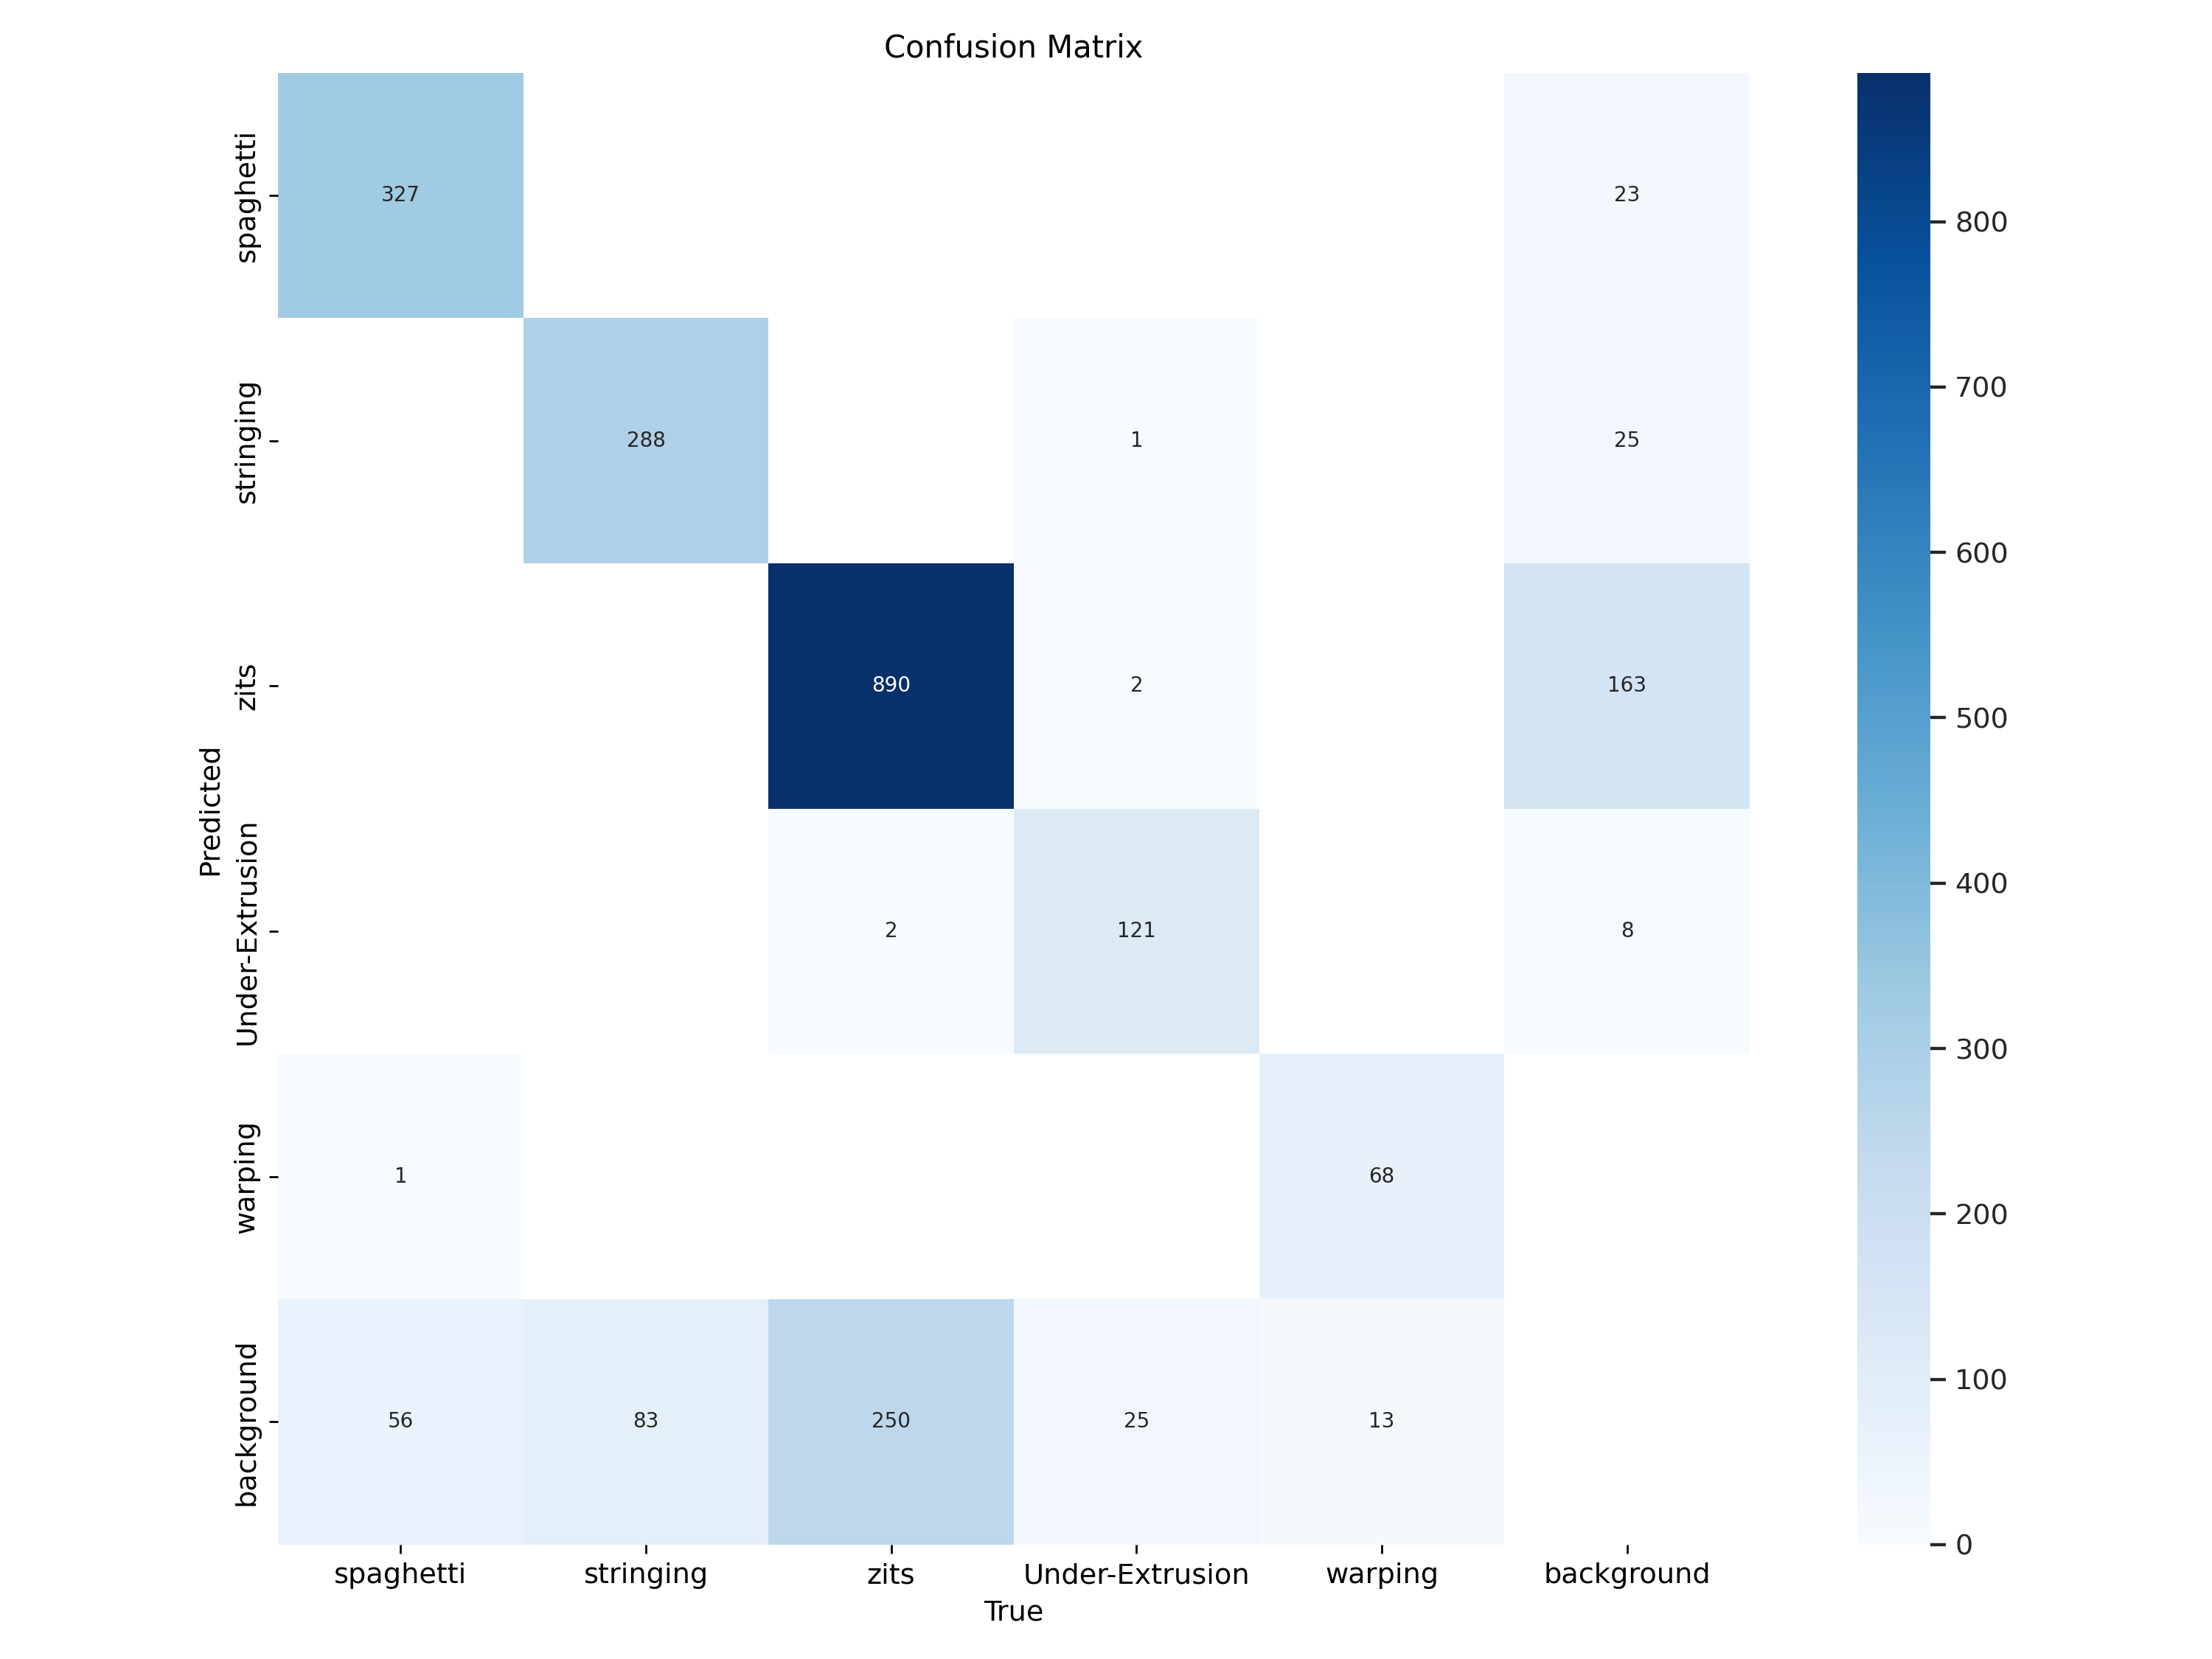 Confusion Matrix
Predicted
spaghetti
327
23
stringing
288
1
25
zits
890
2
163
Under-Extrusion
2
121
8
warping
1
68
background
56
83
250
25
13
spaghetti
stringing
zits
Under-Extrusion
warping
background
True
800
700
600
500
400
300
200
100
0